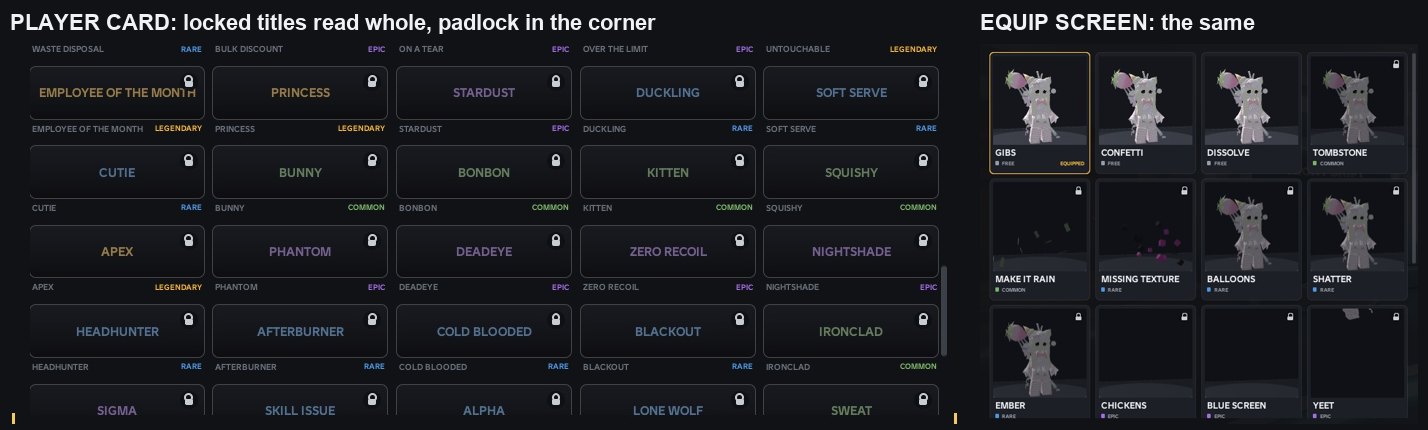 PLAYER CARD: locked titles read whole, padlock in the corner
WASTE DISPOSAL RARE BULK DISCOUNT EPIC ON A TEAR EPIC OVER THE LIMIT EPIC UNTOUCHABLE LEGENDARY
EMPLOYEE OF THE MONTH PRINCESS STARDUST DUCKLING SOFT SERVE
EMPLOYEE OF THE MONTH LEGENDARY PRINCESS LEGENDARY STARDUST EPIC DUCKLING RARE SOFT SERVE RARE
CUTIE BUNNY BONBON KITTEN SQUISHY
CUTIE RARE BUNNY COMMON BONBON COMMON KITTEN COMMON SQUISHY COMMON
APEX PHANTOM DEADEYE ZERO RECOIL NIGHTSHADE
APEX LEGENDARY PHANTOM EPIC DEADEYE EPIC ZERO RECOIL EPIC NIGHTSHADE EPIC
HEADHUNTER AFTERBURNER COLD BLOODED BLACKOUT IRONCLAD
HEADHUNTER RARE AFTERBURNER RARE COLD BLOODED RARE BLACKOUT RARE IRONCLAD COMMON
SIGMA SKILL ISSUE ALPHA LONE WOLF SWEAT
EQUIP SCREEN: the same
GIBS CONFETTI DISSOLVE TOMBSTONE
FREE EQUIPPED FREE FREE COMMON
MAKE IT RAIN MISSING TEXTURE BALLOONS SHATTER
COMMON RARE RARE RARE
EMBER CHICKENS BLUE SCREEN YEET
RARE EPIC EPIC EPIC